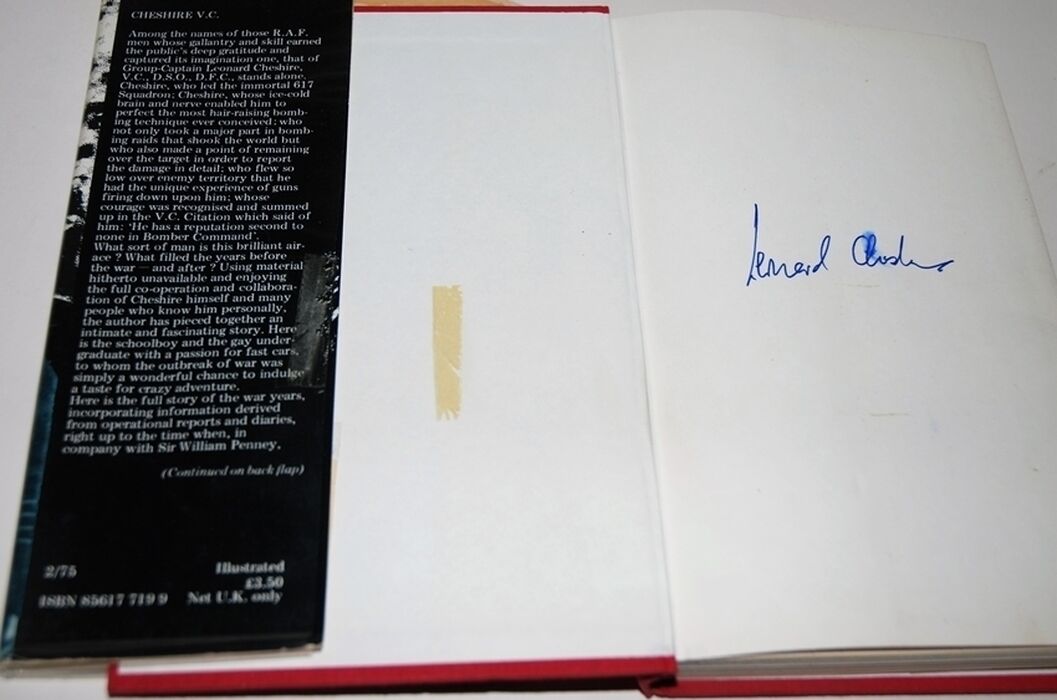 CHESHIRE V.C.
Among the names of those R.A.F.
men whose gallantry and skill earned
the public's deep gratitude and
captured its imagination one, that of
Group-Captain Leonard Cheshire,
V.C., D.S.O., D.F.C., stands alone.
Cheshire, who led the immortal 617
Squadron; Cheshire, whose ice-cold
brain and nerve enabled him to
perfect the most hair-raising bomb-
ing technique ever conceived; who
not only took a major part in bomb-
ing raids that shook the world but
who also made a point of remaining
over the target in order to report
the damage in detail; who flew so
low over enemy territory that he
had the unique experience of guns
firing down upon him; whose
courage was recognised and summed
up in the V.C. Citation which said of
him: 'He has a reputation second to
none in Bomber Command'.
What sort of man is this brilliant air-
ace ? What filled the years before
the war — and after ? Using material
hitherto unavailable and enjoying
the full co-operation and collabora-
tion of Cheshire himself and many
people who know him personally,
the author has pieced together an
intimate and fascinating story. Here
is the schoolboy and the gay under-
graduate with a passion for fast cars,
to whom the outbreak of war was
simply a wonderful chance to indulge
a taste for crazy adventure.
Here is the full story of the war years,
incorporating information derived
from operational reports and diaries,
right up to the time when, in
company with Sir William Penney,
(Continued on back flap)
2/75 Illustrated
£3.50
ISBN 85617 719 9 Net U.K. only
Leonard Cheshire